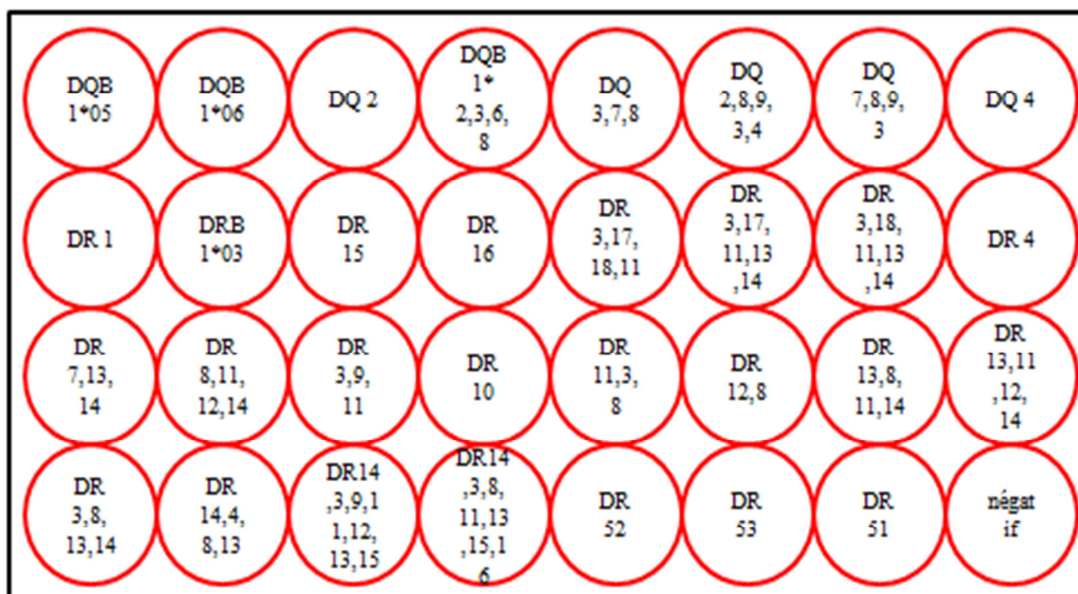 DQB
1*05
DQB
1*06
DQ 2
DQB
1*
2,3,6,
8
DQ
3,7,8
DQ
2,8,9,
3,4
DQ
7,8,9,
3
DQ 4
DR 1
DRB
1*03
DR
15
DR
16
DR
3,17,
18,11
DR
3,17,
11,13
,14
DR
3,18,
11,13
,14
DR 4
DR
7,13,
14
DR
8,11,
12,14
DR
3,9,
11
DR
10
DR
11,3,
8
DR
12,8
DR
13,8,
11,14
DR
13,11
,12,
14
DR
3,8,
13,14
DR
14,4,
8,13
DR14
,3,9,1
1,12,
13,15
DR14
,3,8,
11,13
,15,1
6
DR
52
DR
53
DR
51
négat
if